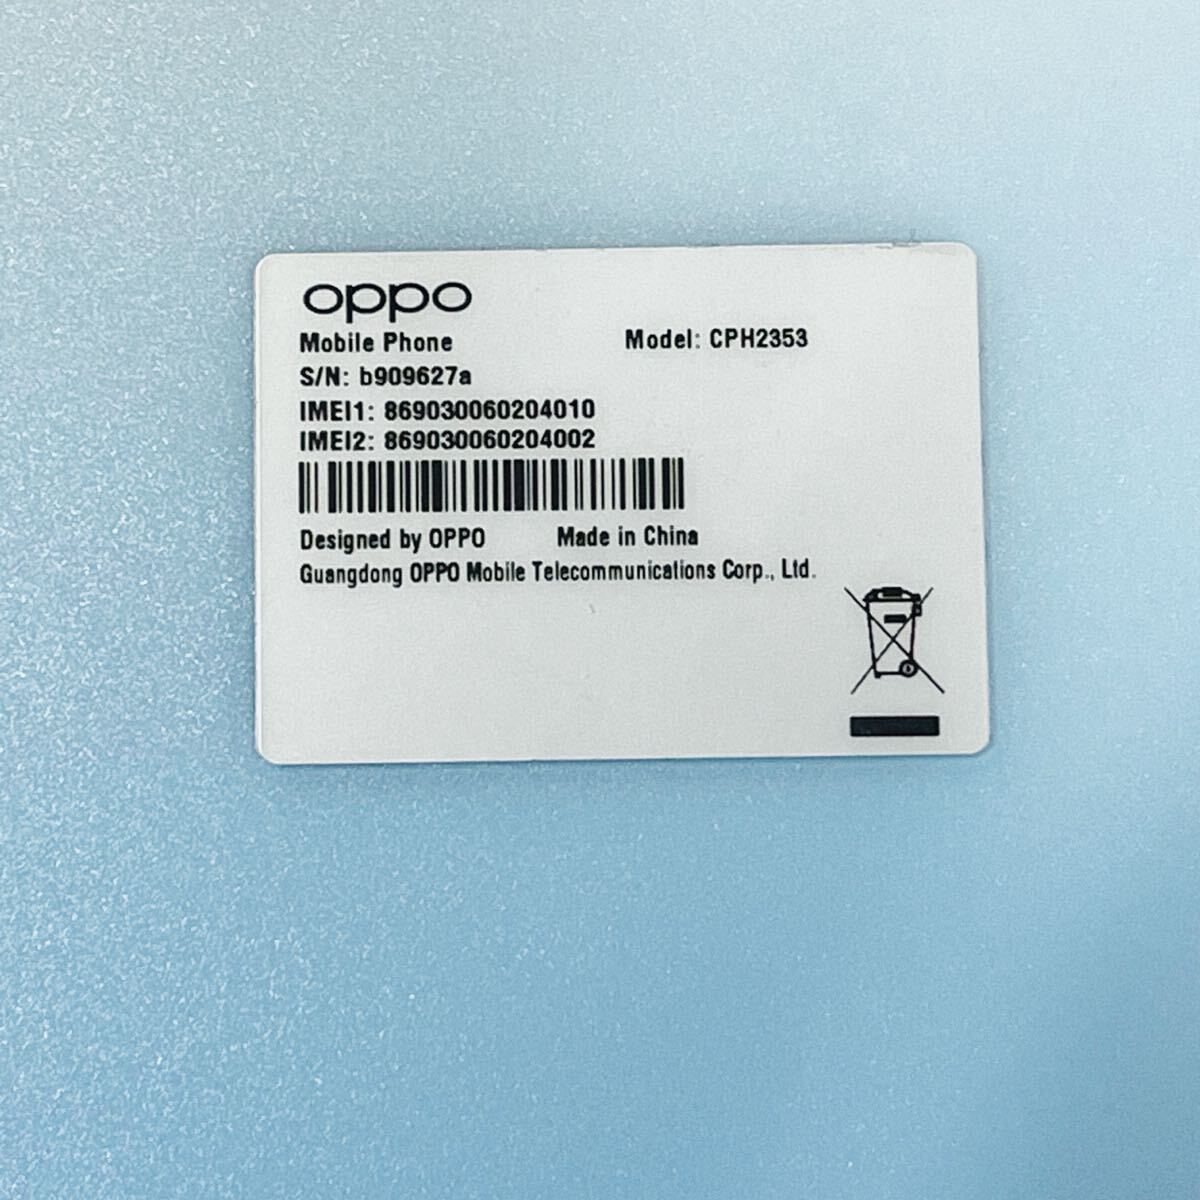 oppo
Mobile Phone Model: CPH2353
S/N: b909627a
IMEI1: 869030060204010
IMEI2: 869030060204002
Designed by OPPO Made in China
Guangdong OPPO Mobile Telecommunications Corp., Ltd.